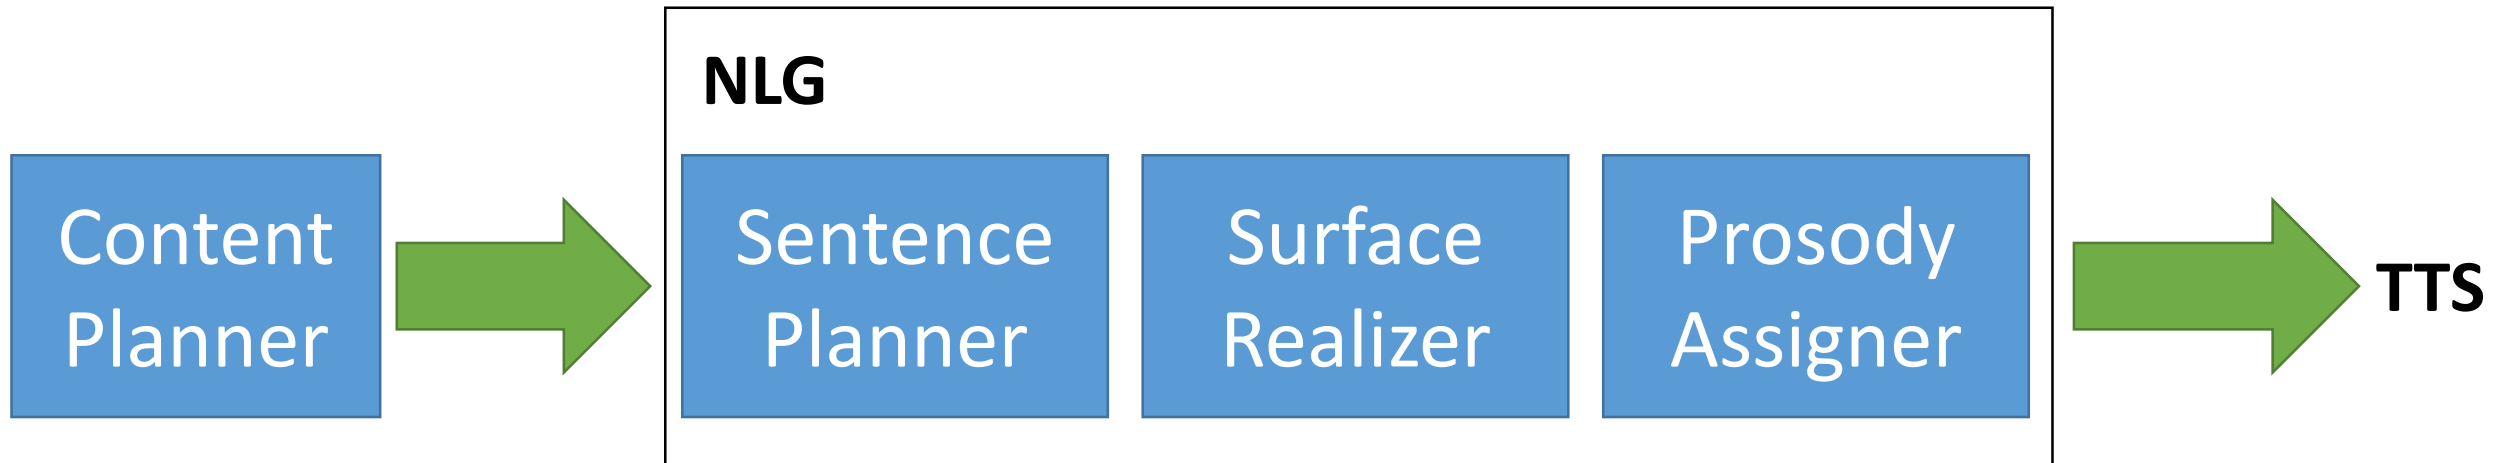 NLG
Content
Planner
Sentence
Planner
Surface
Realizer
Prosody
Assigner
TTS